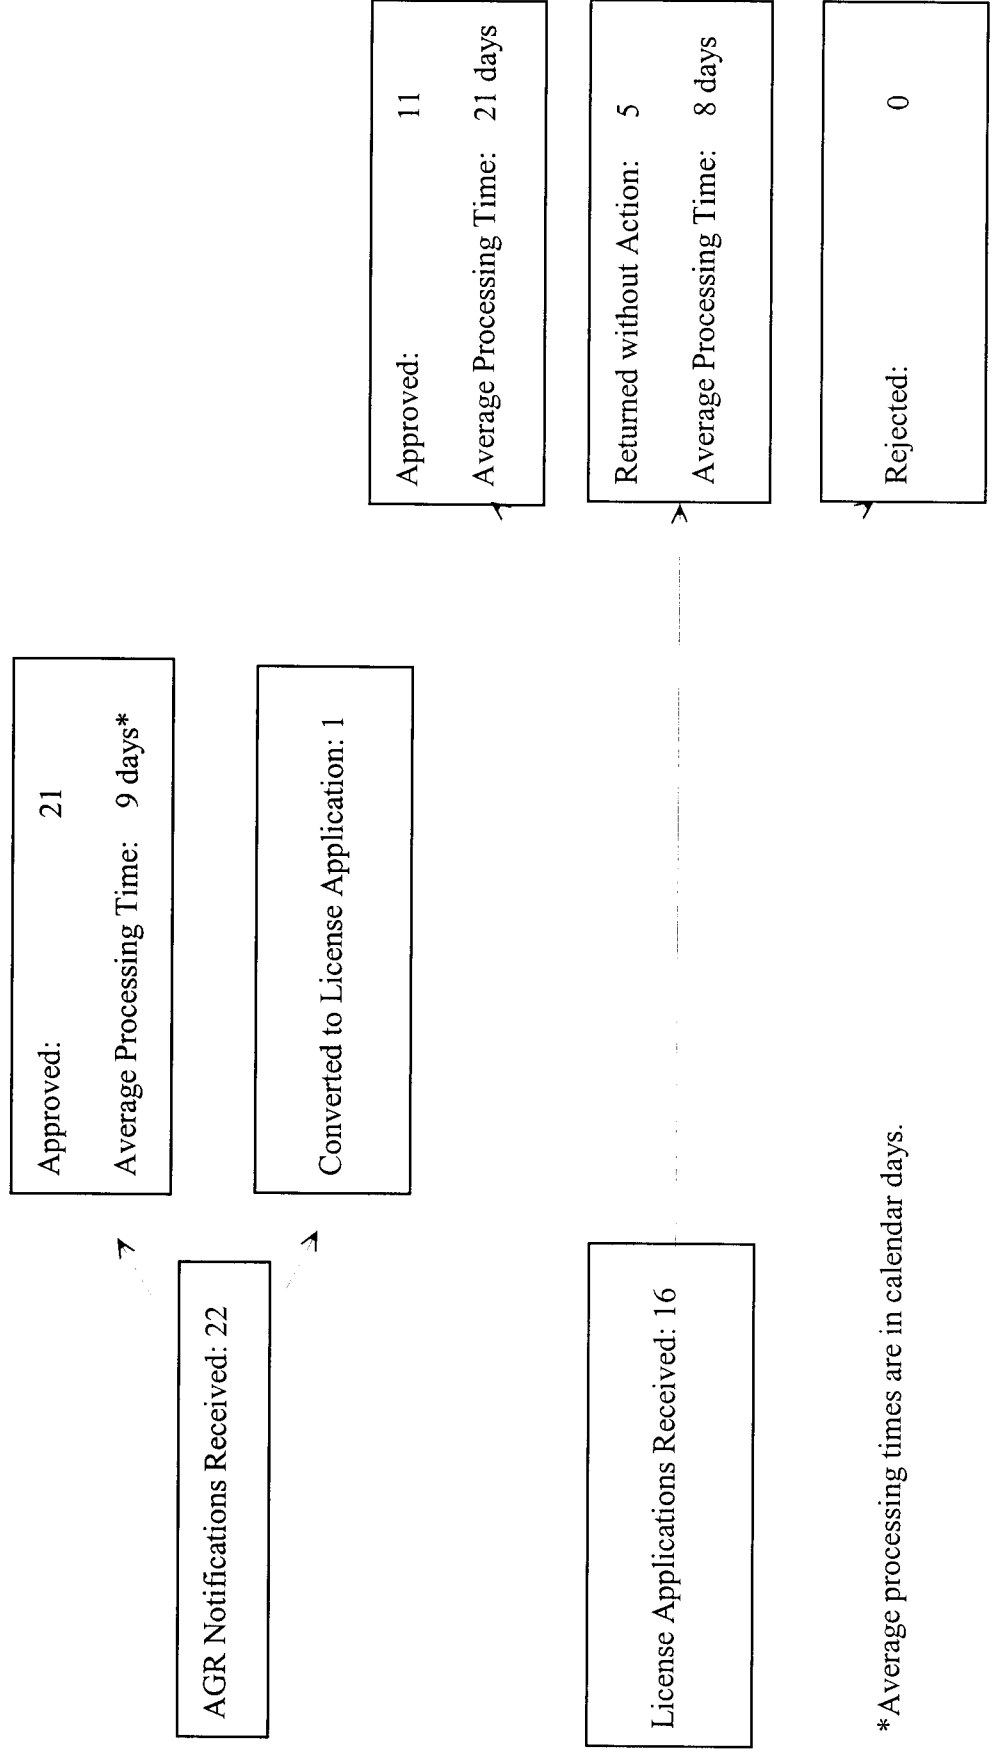 AGR Notifications Received: 22
Approved: 21
Average Processing Time: 9 days*
Converted to License Application: 1
License Applications Received: 16
Approved: 11
Average Processing Time: 21 days
Returned without Action: 5
Average Processing Time: 8 days
Rejected: 0
*Average processing times are in calendar days.